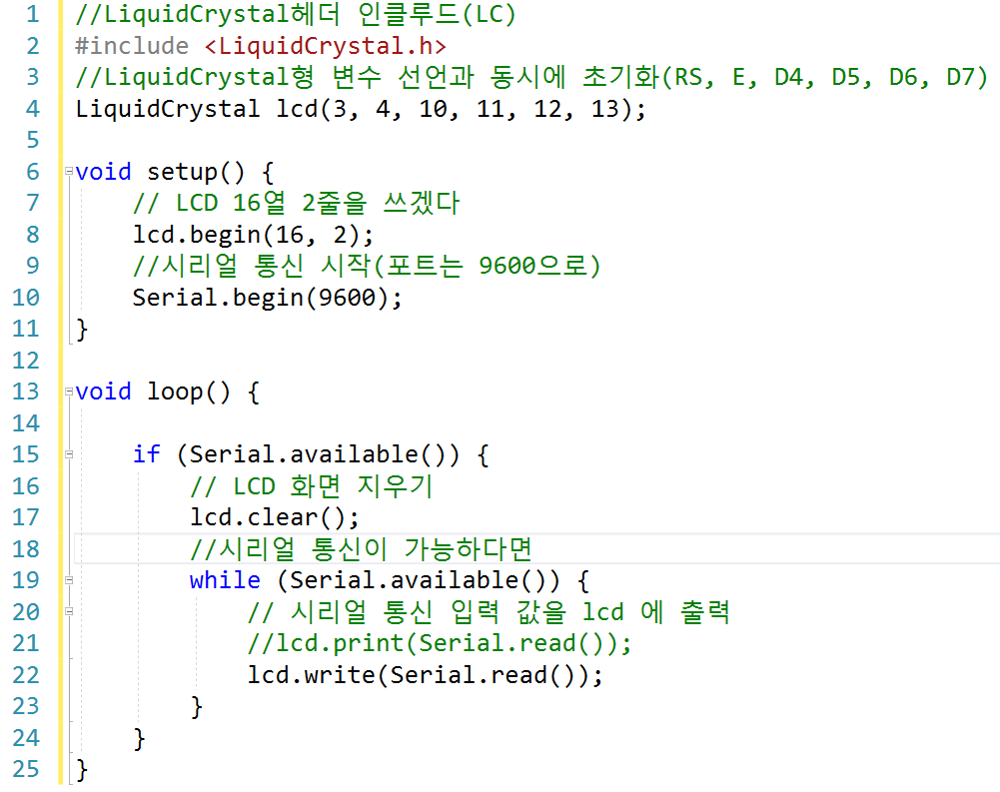 1 //LiquidCrystal헤더 인클루드(LC)
2 #include <LiquidCrystal.h>
3 //LiquidCrystal형 변수 선언과 동시에 초기화(RS, E, D4, D5, D6, D7)
4 LiquidCrystal lcd(3, 4, 10, 11, 12, 13);
5
6 void setup() {
7 // LCD 16열 2줄을 쓰겠다
8 lcd.begin(16, 2);
9 //시리얼 통신 시작(포트는 9600으로)
10 Serial.begin(9600);
11 }
12
13 void loop() {
14
15 if (Serial.available()) {
16 // LCD 화면 지우기
17 lcd.clear();
18 //시리얼 통신이 가능하다면
19 while (Serial.available()) {
20 // 시리얼 통신 입력 값을 lcd 에 출력
21 //lcd.print(Serial.read());
22 lcd.write(Serial.read());
23 }
24 }
25 }